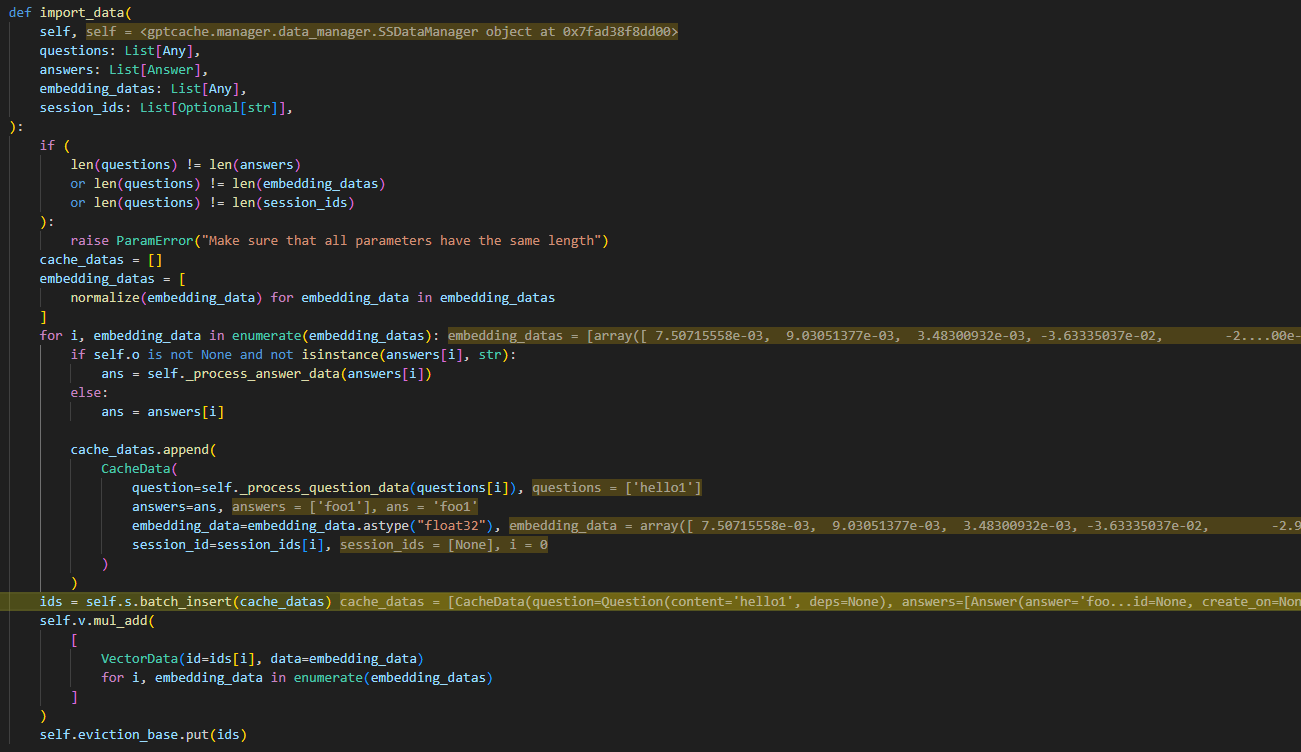 def import_data(
    self, self = <gptcache.manager.data_manager.SSDataManager object at 0x7fad38f8dd00>
    questions: List[Any],
    answers: List[Answer],
    embedding_datas: List[Any],
    session_ids: List[Optional[str]],
):
    if (
        len(questions) != len(answers)
        or len(questions) != len(embedding_datas)
        or len(questions) != len(session_ids)
    ):
        raise ParamError("Make sure that all parameters have the same length")
    cache_datas = []
    embedding_datas = [
        normalize(embedding_data) for embedding_data in embedding_datas
    ]
    for i, embedding_data in enumerate(embedding_datas): embedding_datas = [array([ 7.50715558e-03,  9.03051377e-03,  3.48300932e-03, -3.63335037e-02,        -2....00e-
        if self.o is not None and not isinstance(answers[i], str):
            ans = self._process_answer_data(answers[i])
        else:
            ans = answers[i]

        cache_datas.append(
            CacheData(
                question=self._process_question_data(questions[i]), questions = ['hello1']
                answers=ans, answers = ['foo1'], ans = 'foo1'
                embedding_data=embedding_data.astype("float32"), embedding_data = array([ 7.50715558e-03,  9.03051377e-03,  3.48300932e-03, -3.63335037e-02,        -2.9
                session_id=session_ids[i], session_ids = [None], i = 0
            )
        )
    ids = self.s.batch_insert(cache_datas) cache_datas = [CacheData(question=Question(content='hello1', deps=None), answers=[Answer(answer='foo...id=None, create_on=Non
    self.v.mul_add(
        [
            VectorData(id=ids[i], data=embedding_data)
            for i, embedding_data in enumerate(embedding_datas)
        ]
    )
    self.eviction_base.put(ids)